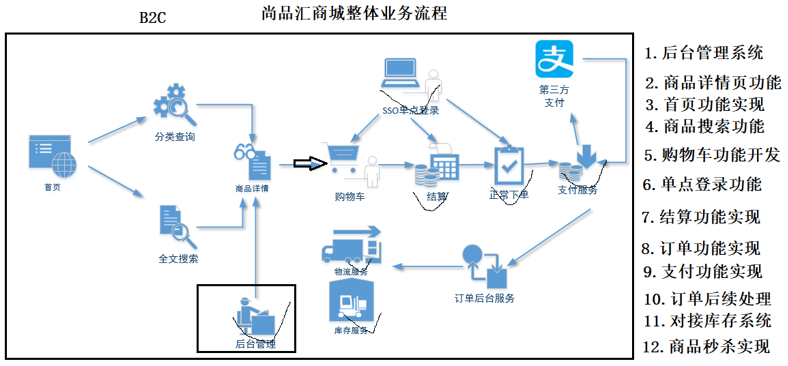 B2C
尚品汇商城整体业务流程
首页
分类查询
全文搜索
商品详情
后台管理
SSO单点登录
购物车
结算
正常下单
支付服务
支
第三方
支付
物流服务
库存服务
订单后台服务
1. 后台管理系统
2. 商品详情页功能
3. 首页功能实现
4. 商品搜索功能
5. 购物车功能开发
6. 单点登录功能
7. 结算功能实现
8. 订单功能实现
9. 支付功能实现
10. 订单后续处理
11. 对接库存系统
12. 商品秒杀实现